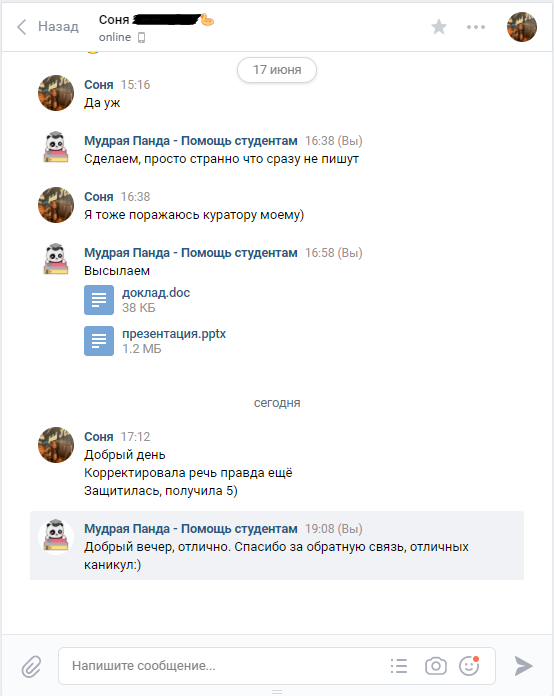 Назад
Соня
online
17 июня
Соня 15:16
Да уж
Мудрая Панда - Помощь студентам 16:38 (Вы)
Сделаем, просто странно что сразу не пишут
Соня 16:38
Я тоже поражаюсь куратору моему)
Мудрая Панда - Помощь студентам 16:58 (Вы)
Высылаем
доклад.doc
38 КБ
презентация.pptx
1.2 МБ
сегодня
Соня 17:12
Добрый день
Корректировала речь правда ещё
Защитилась, получила 5)
Мудрая Панда - Помощь студентам 19:08 (Вы)
Добрый вечер, отлично. Спасибо за обратную связь, отличных
каникул:)
Напишите сообщение...